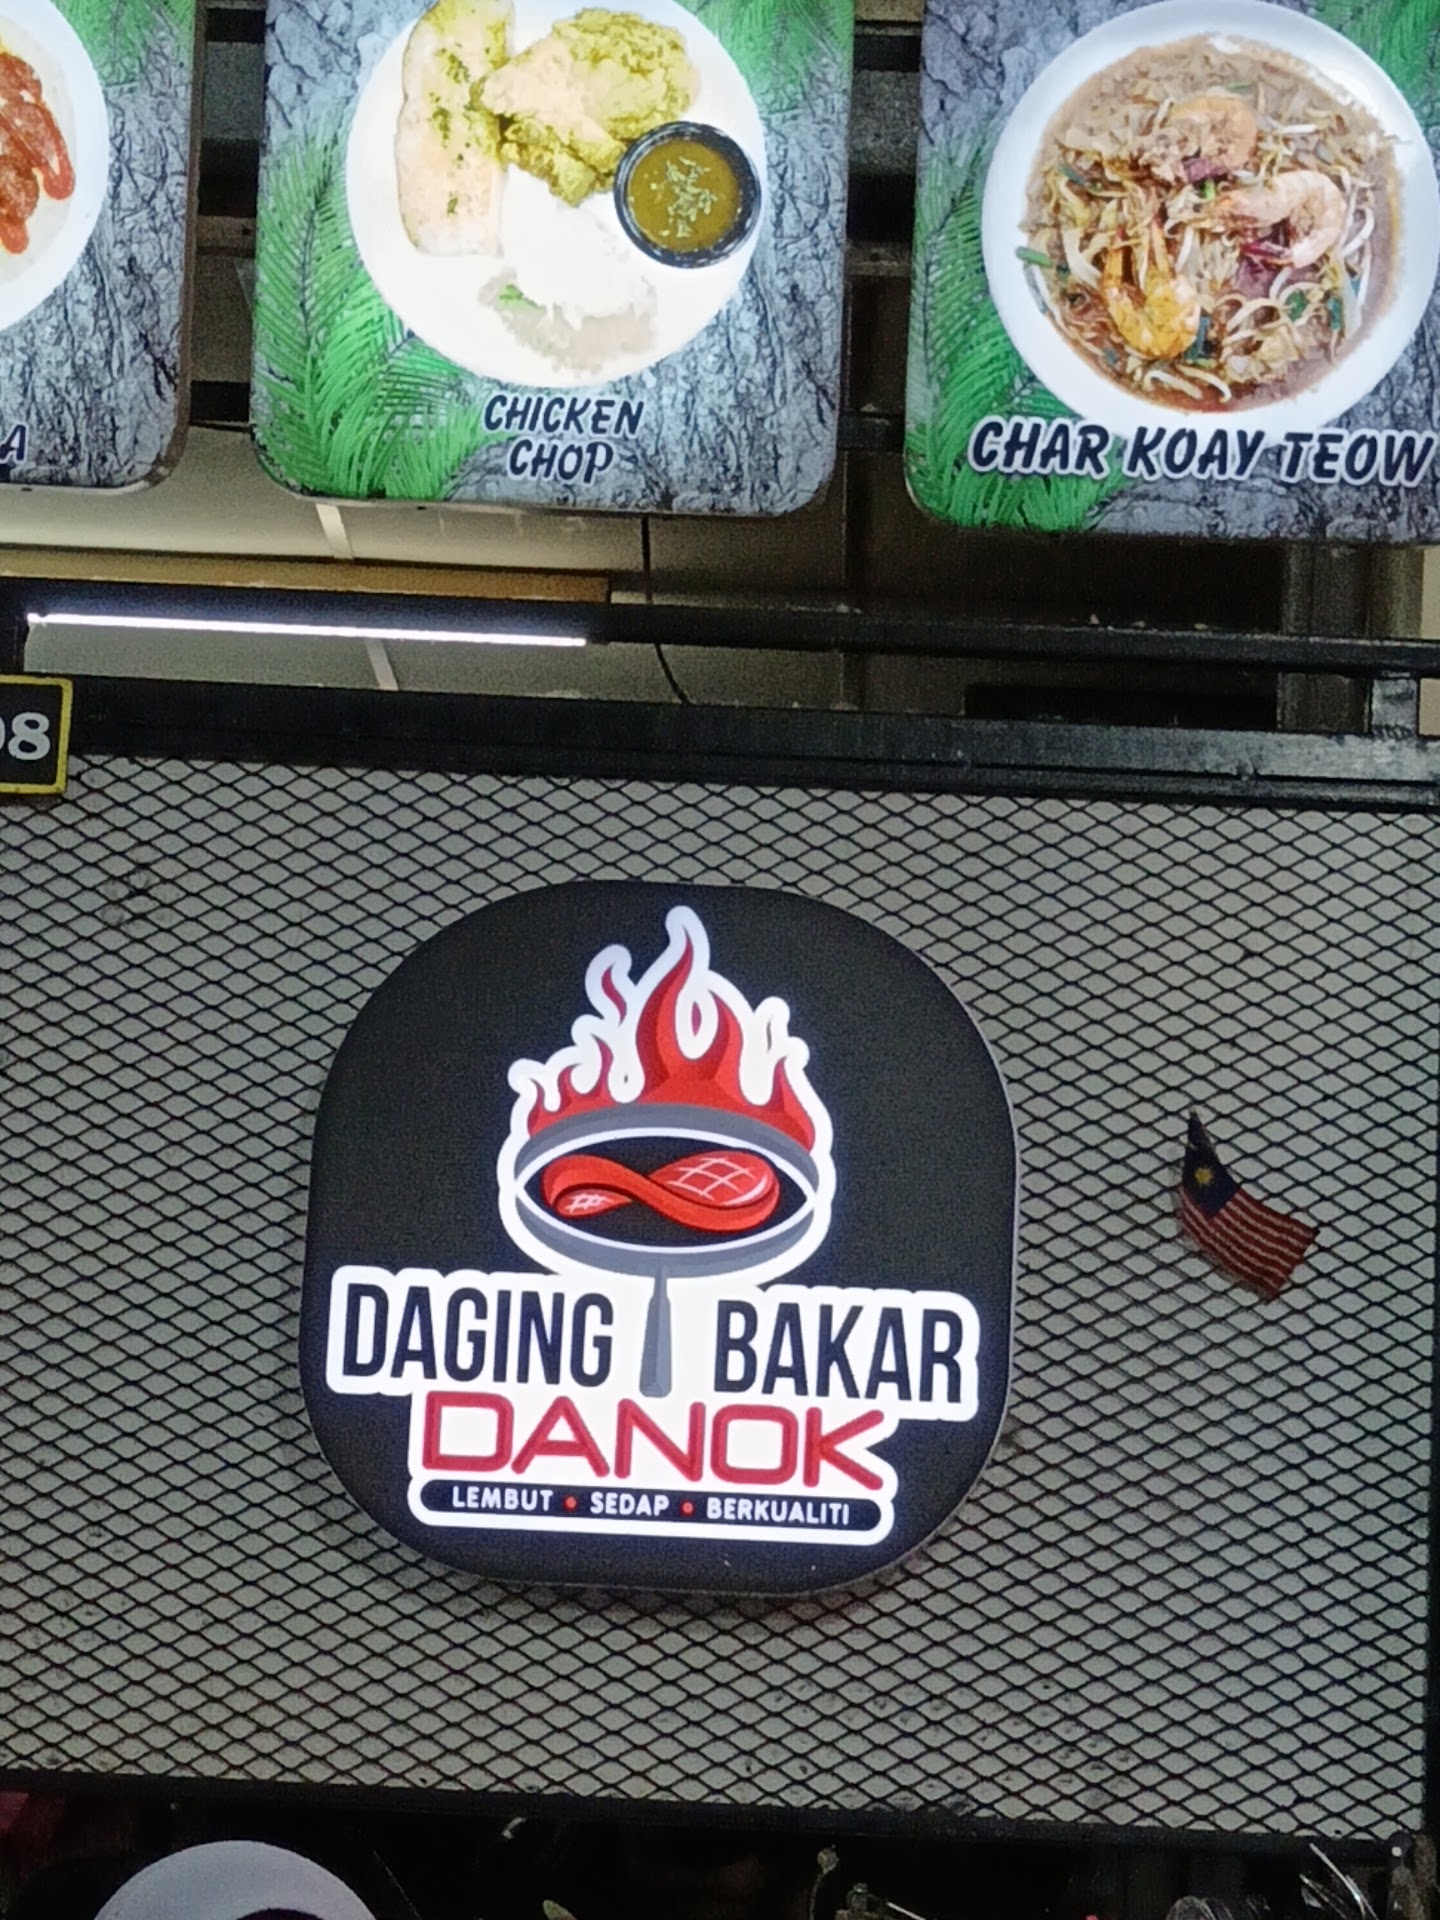 CHICKEN
CHOP
CHAR KOAY TEOW
DAGING BAKAR
DANOK
LEMBUT • SEDAP • BERKUALITI